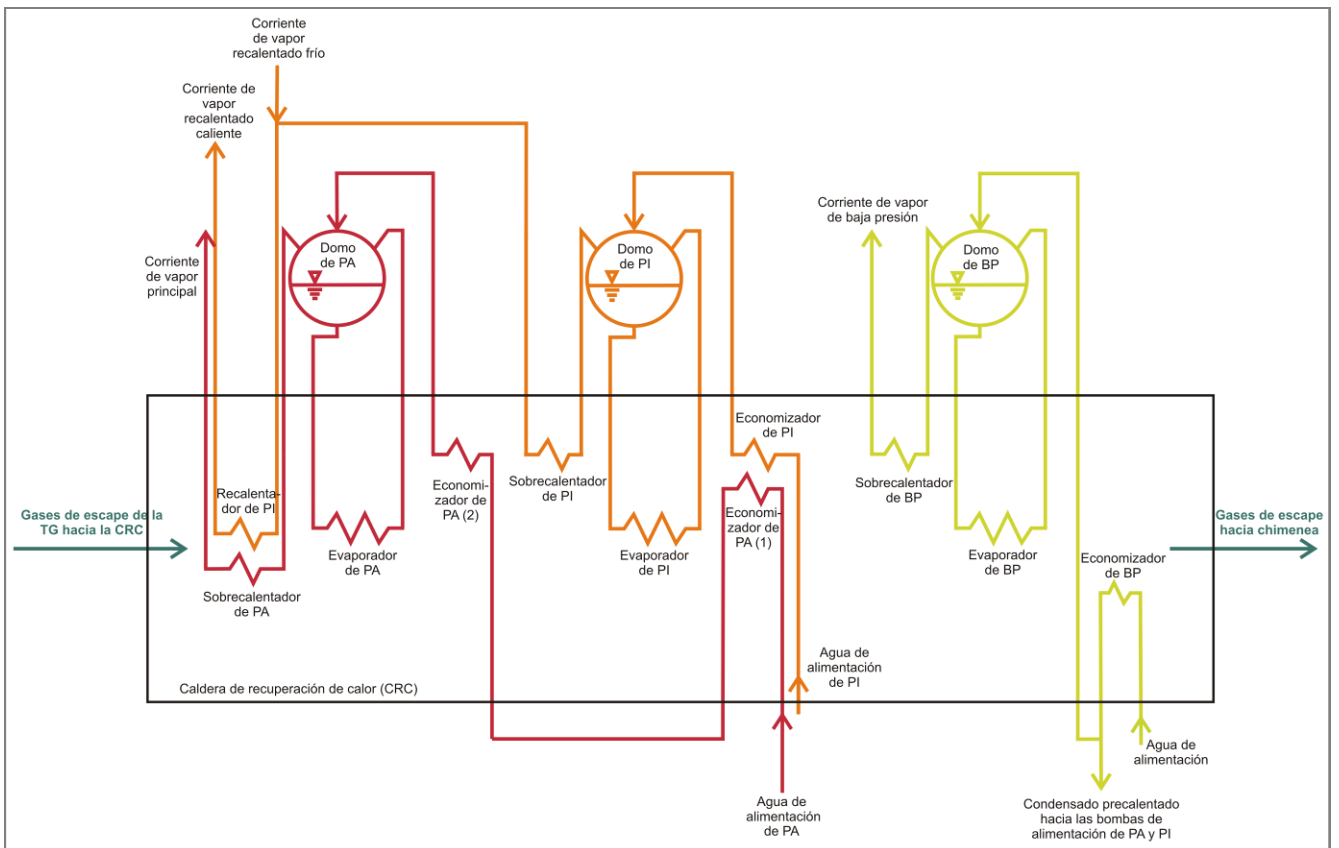 Corriente
de vapor
recalentado frío
Corriente de
vapor
recalentado
caliente
Corriente
de vapor
principal
Domo
de PA
Domo
de PI
Corriente de vapor
de baja presión
Domo
de BP
Gases de escape de la
TG hacia la CRC
Recalenta-
dor de PI
Sobrecalentador
de PA
Evaporador
de PA
Economi-
zador de
PA (2)
Sobrecalentador
de PI
Evaporador
de PI
Economizador
de PI
Economi-
zador de
PA (1)
Sobrecalentador
de BP
Evaporador
de BP
Economizador
de BP
Gases de escape
hacia chimenea
Caldera de recuperación de calor (CRC)
Agua de
alimentación
de PI
Agua de
alimentación
de PA
Agua de
alimentación
Condensado precalentado
hacia las bombas de
alimentación de PA y PI